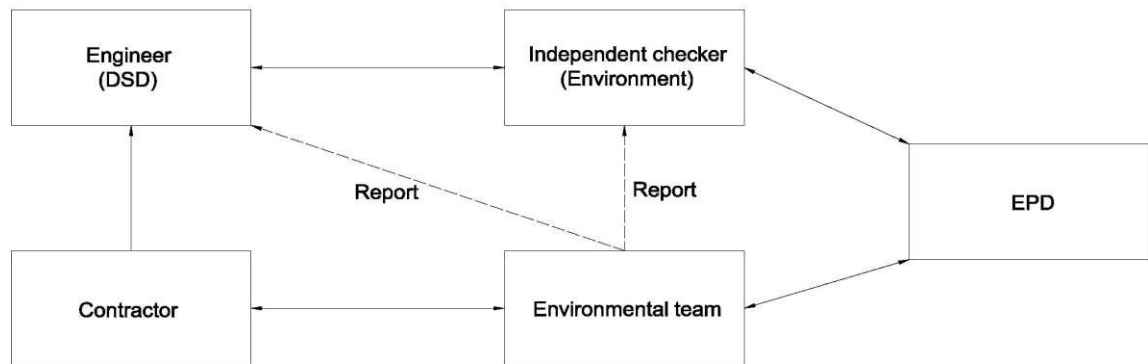 Engineer
(DSD)
Independent checker
(Environment)
EPD
Report
Report
Contractor
Environmental team